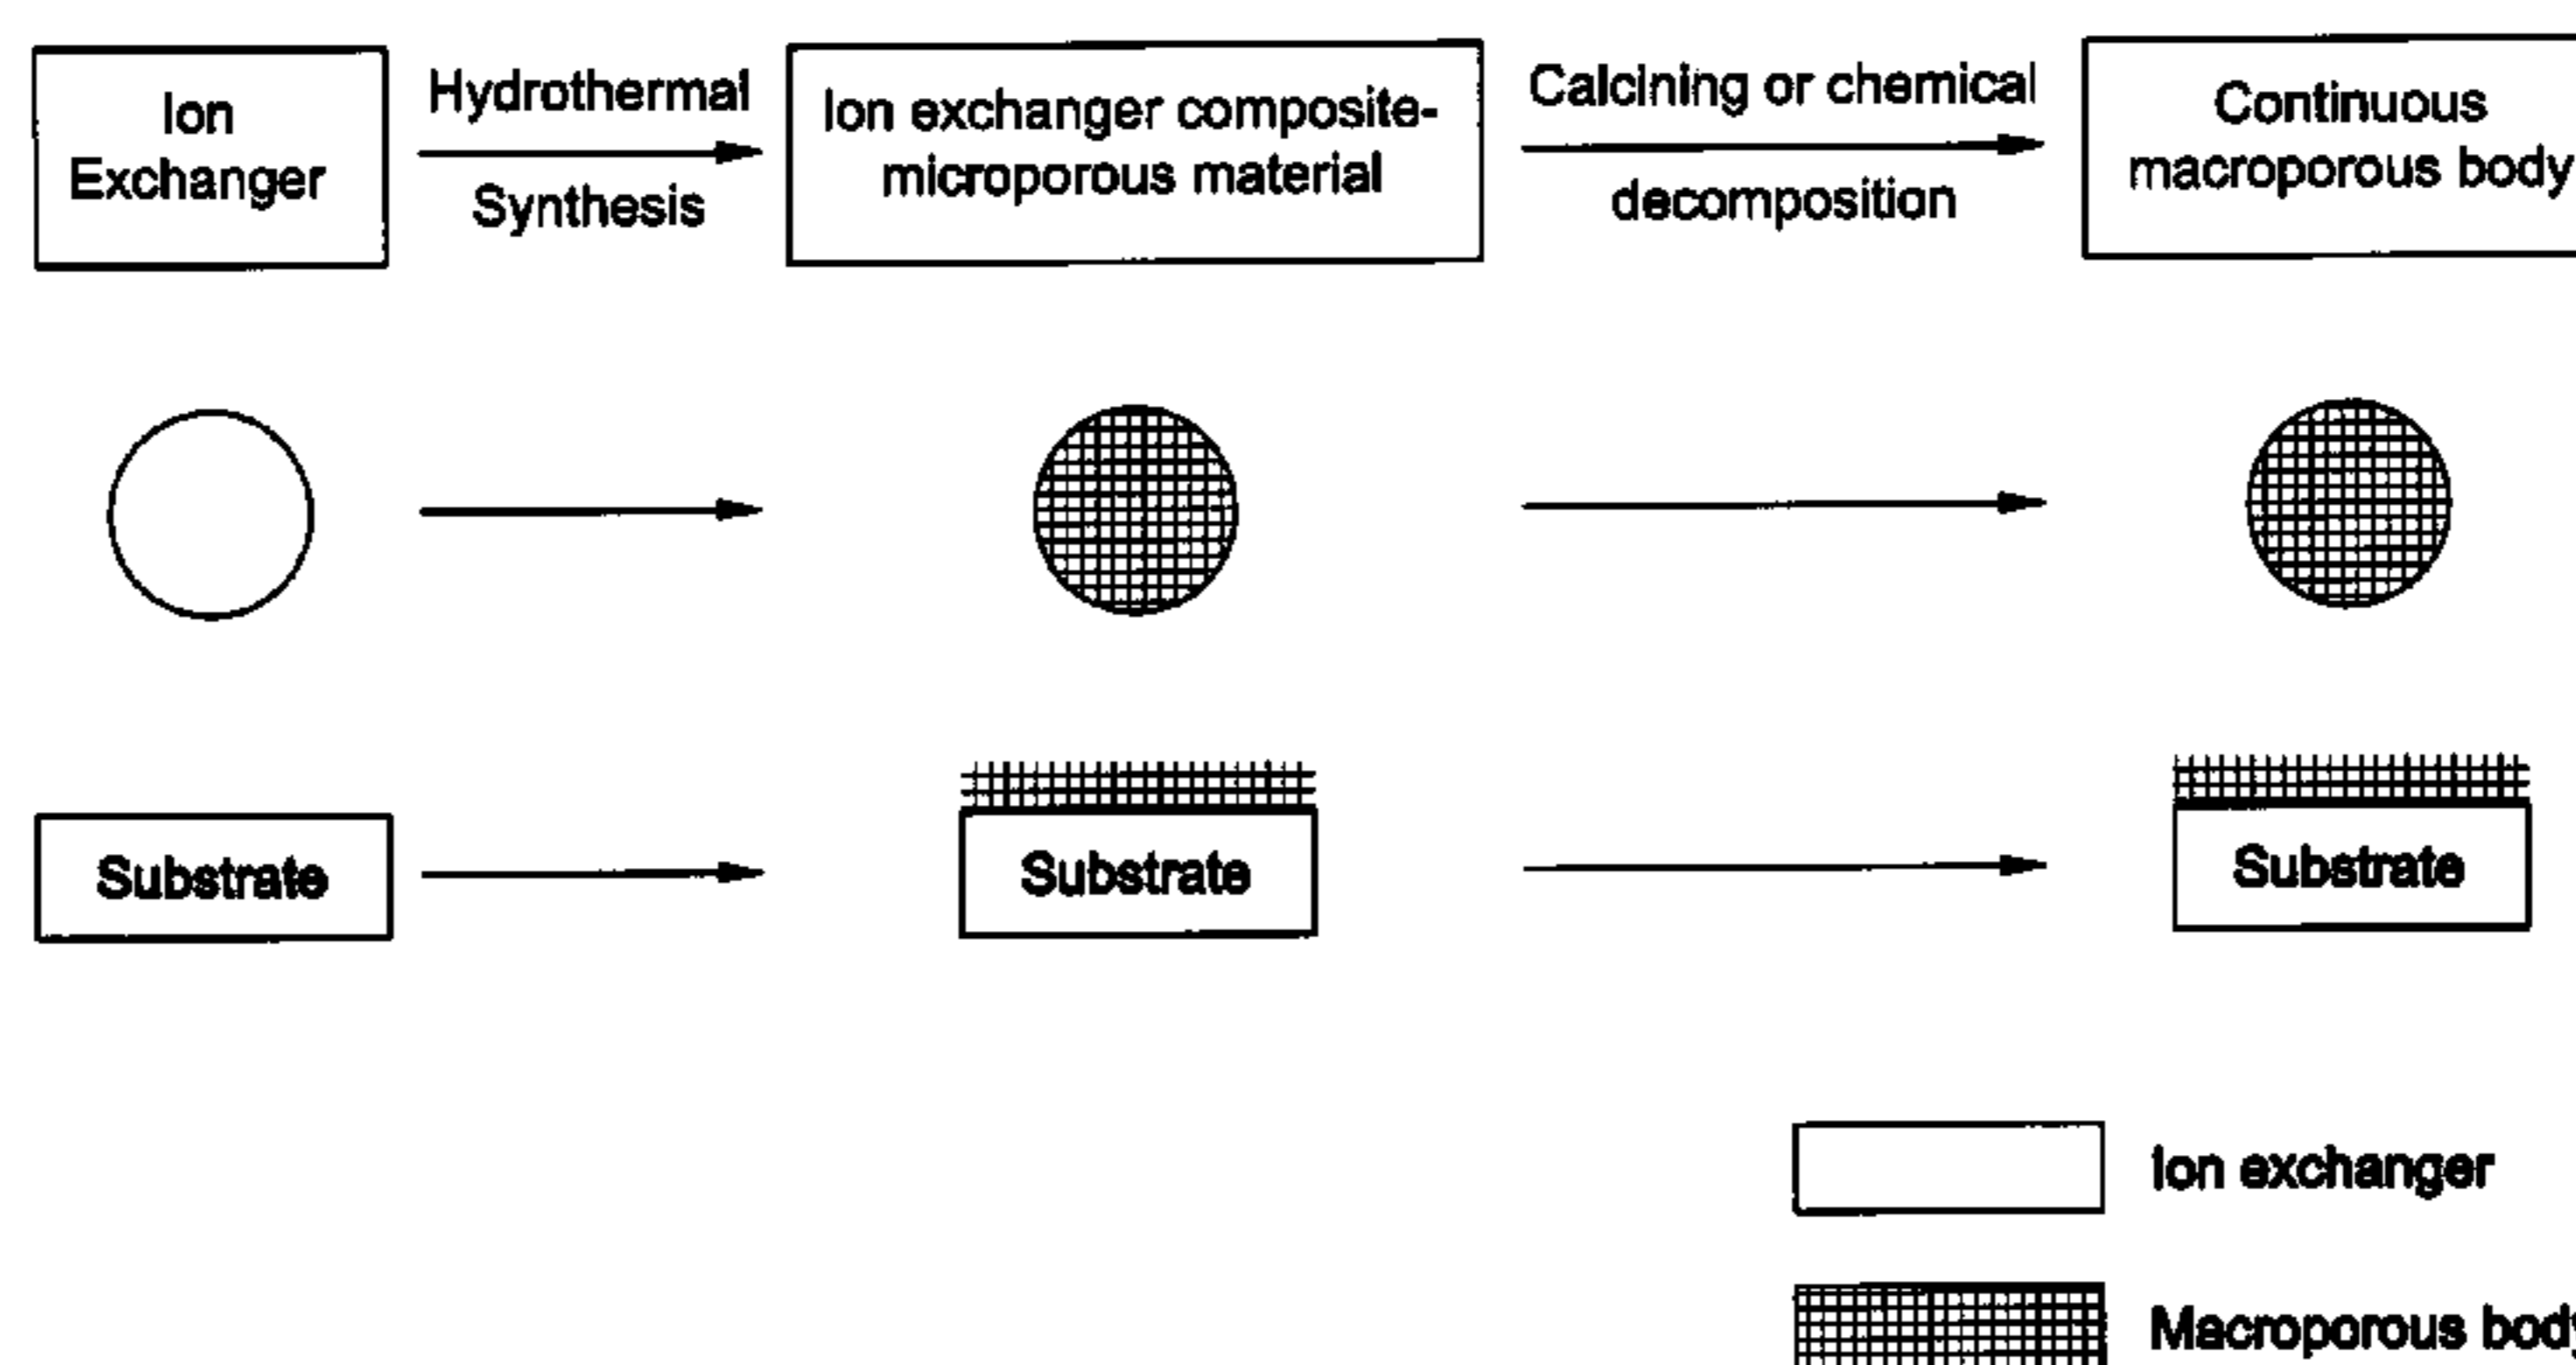 Ion
Exchanger
Hydrothermal
Synthesis
Ion exchanger composite-
microporous material
Calcining or chemical
decomposition
Continuous
macroporous body
Substrate
Substrate
Substrate
Ion exchanger
Macroporous body